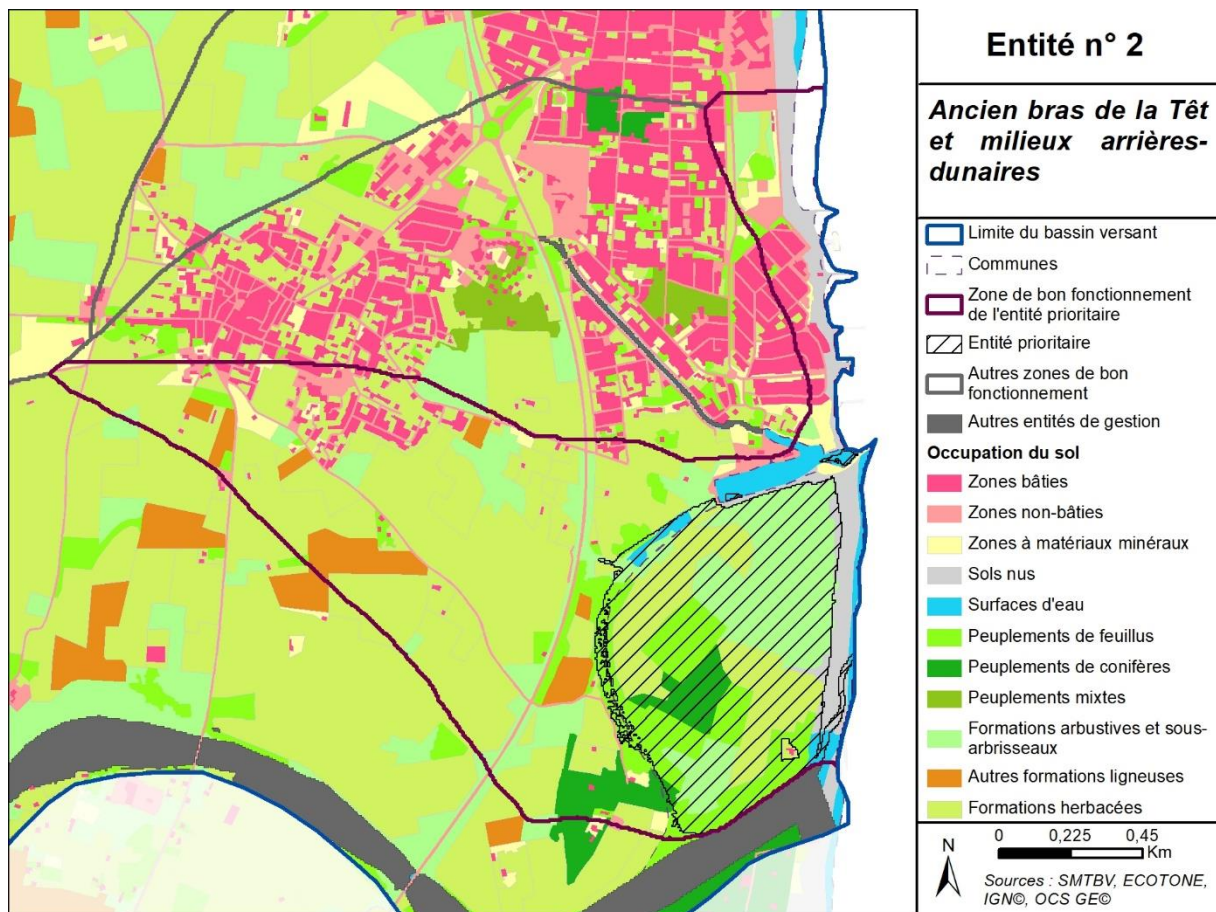 Entité n° 2
Ancien bras de la Têt
et milieux arrières-
dunaires
Limite du bassin versant
Communes
Zone de bon fonctionnement
de l'entité prioritaire
Entité prioritaire
Autres zones de bon
fonctionnement
Autres entités de gestion
Occupation du sol
Zones bâties
Zones non-bâties
Zones à matériaux minéraux
Sols nus
Surfaces d'eau
Peuplements de feuillus
Peuplements de conifères
Peuplements mixtes
Formations arbustives et sous-
arbrisseaux
Autres formations ligneuses
Formations herbacées
N
0 0,225 0,45
Km
Sources : SMTBV, ECOTONE,
IGN©, OCS GE©